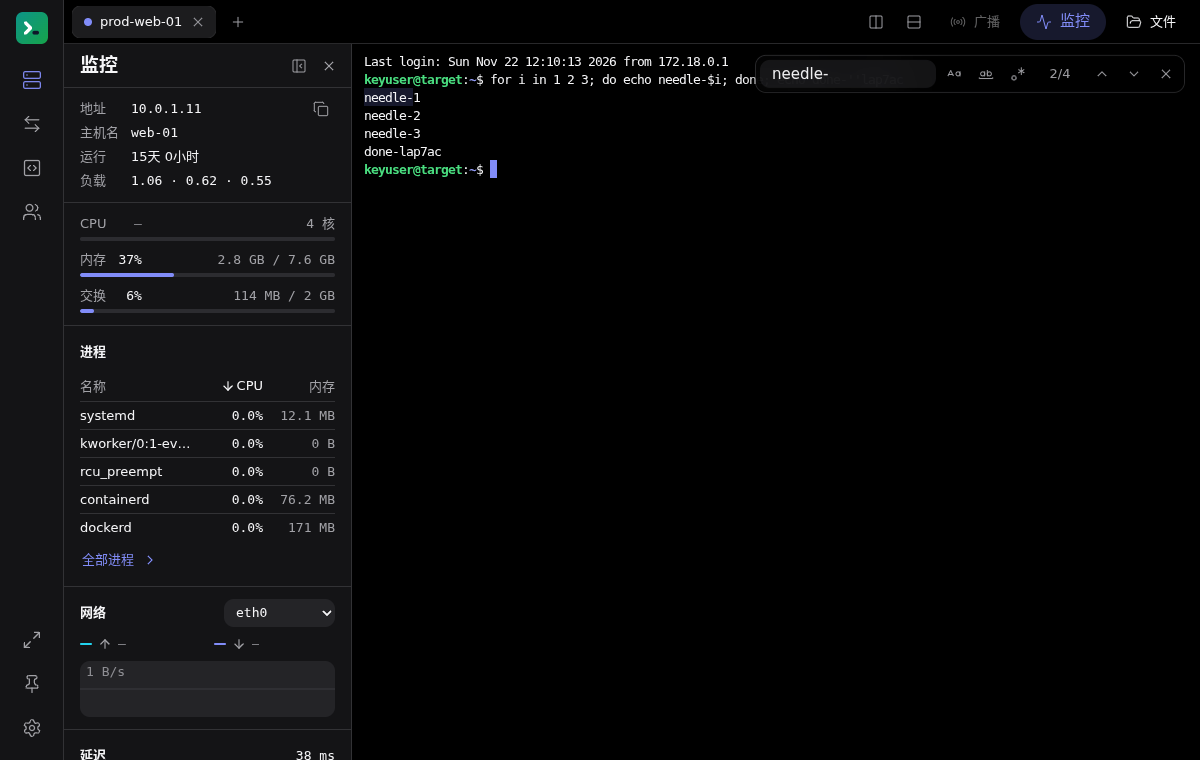 prod-web-01
广播
监控
文件
监控
地址 10.0.1.11
主机名 web-01
运行 15天 0小时
负载 1.06 · 0.62 · 0.55
CPU — 4 核
内存 37% 2.8 GB / 7.6 GB
交换 6% 114 MB / 2 GB
进程
名称 ↓ CPU 内存
systemd 0.0% 12.1 MB
kworker/0:1-ev… 0.0% 0 B
rcu_preempt 0.0% 0 B
containerd 0.0% 76.2 MB
dockerd 0.0% 171 MB
全部进程
网络 eth0
↑ — ↓ —
1 B/s
延迟 38 ms
Last login: Sun Nov 22 12:10:13 2026 from 172.18.0.1
keyuser@target:~$ for i in 1 2 3; do echo needle-$i; don
needle-1
needle-2
needle-3
done-lap7ac
keyuser@target:~$
needle-
Aa ab 2/4